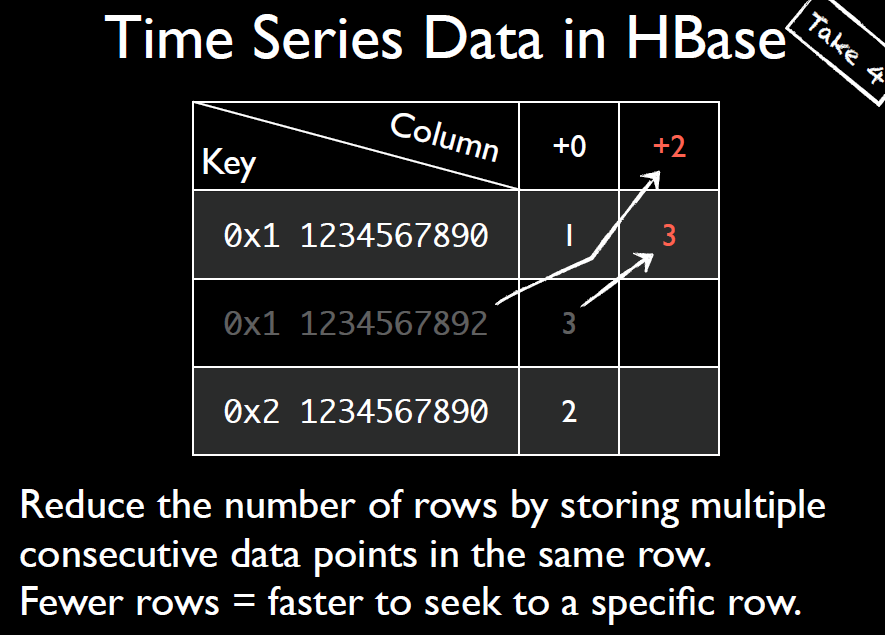 Time Series Data in HBase
Take 4
Column
Key
+0
+2
0x1 1234567890
1
3
0x1 1234567892
3
0x2 1234567890
2
Reduce the number of rows by storing multiple
consecutive data points in the same row.
Fewer rows = faster to seek to a specific row.